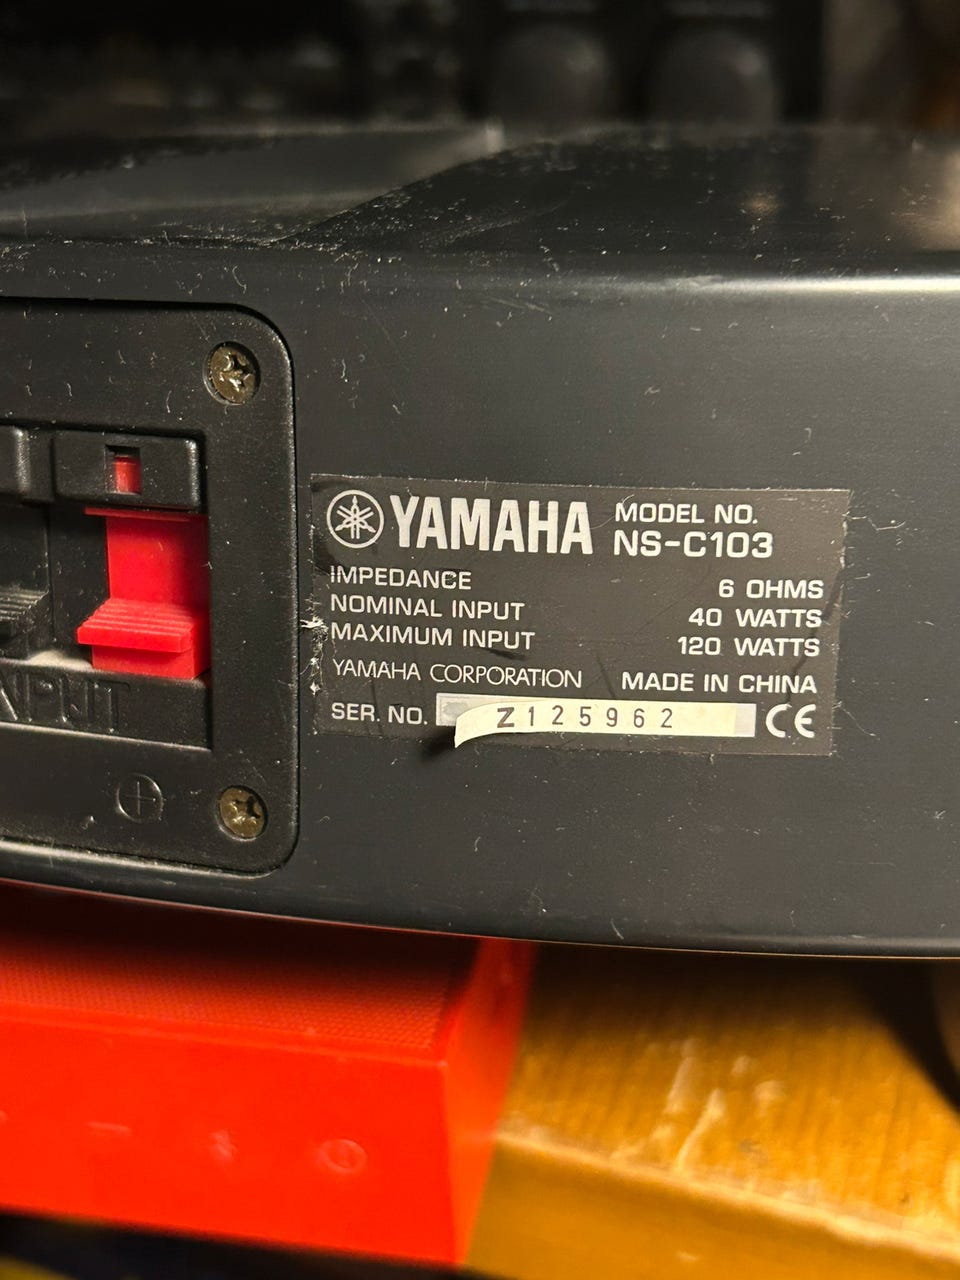 YAMAHA
MODEL NO.
NS-C103
IMPEDANCE 6 OHMS
NOMINAL INPUT 40 WATTS
MAXIMUM INPUT 120 WATTS
YAMAHA CORPORATION MADE IN CHINA
SER. NO. Z125962 CE
INPUT